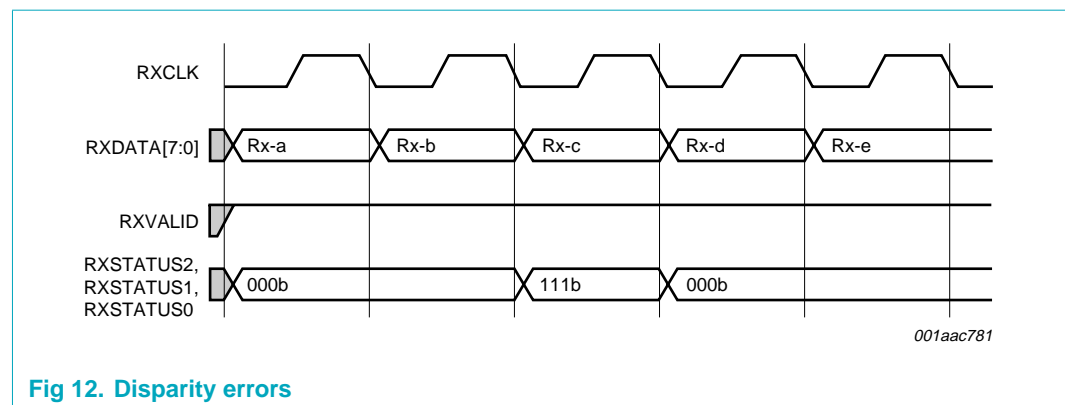 RXCLK
RXDATA[7:0] Rx-a Rx-b Rx-c Rx-d Rx-e
RXVALID
RXSTATUS2,
RXSTATUS1, 000b 111b 000b
RXSTATUS0
001aac781
Fig 12. Disparity errors